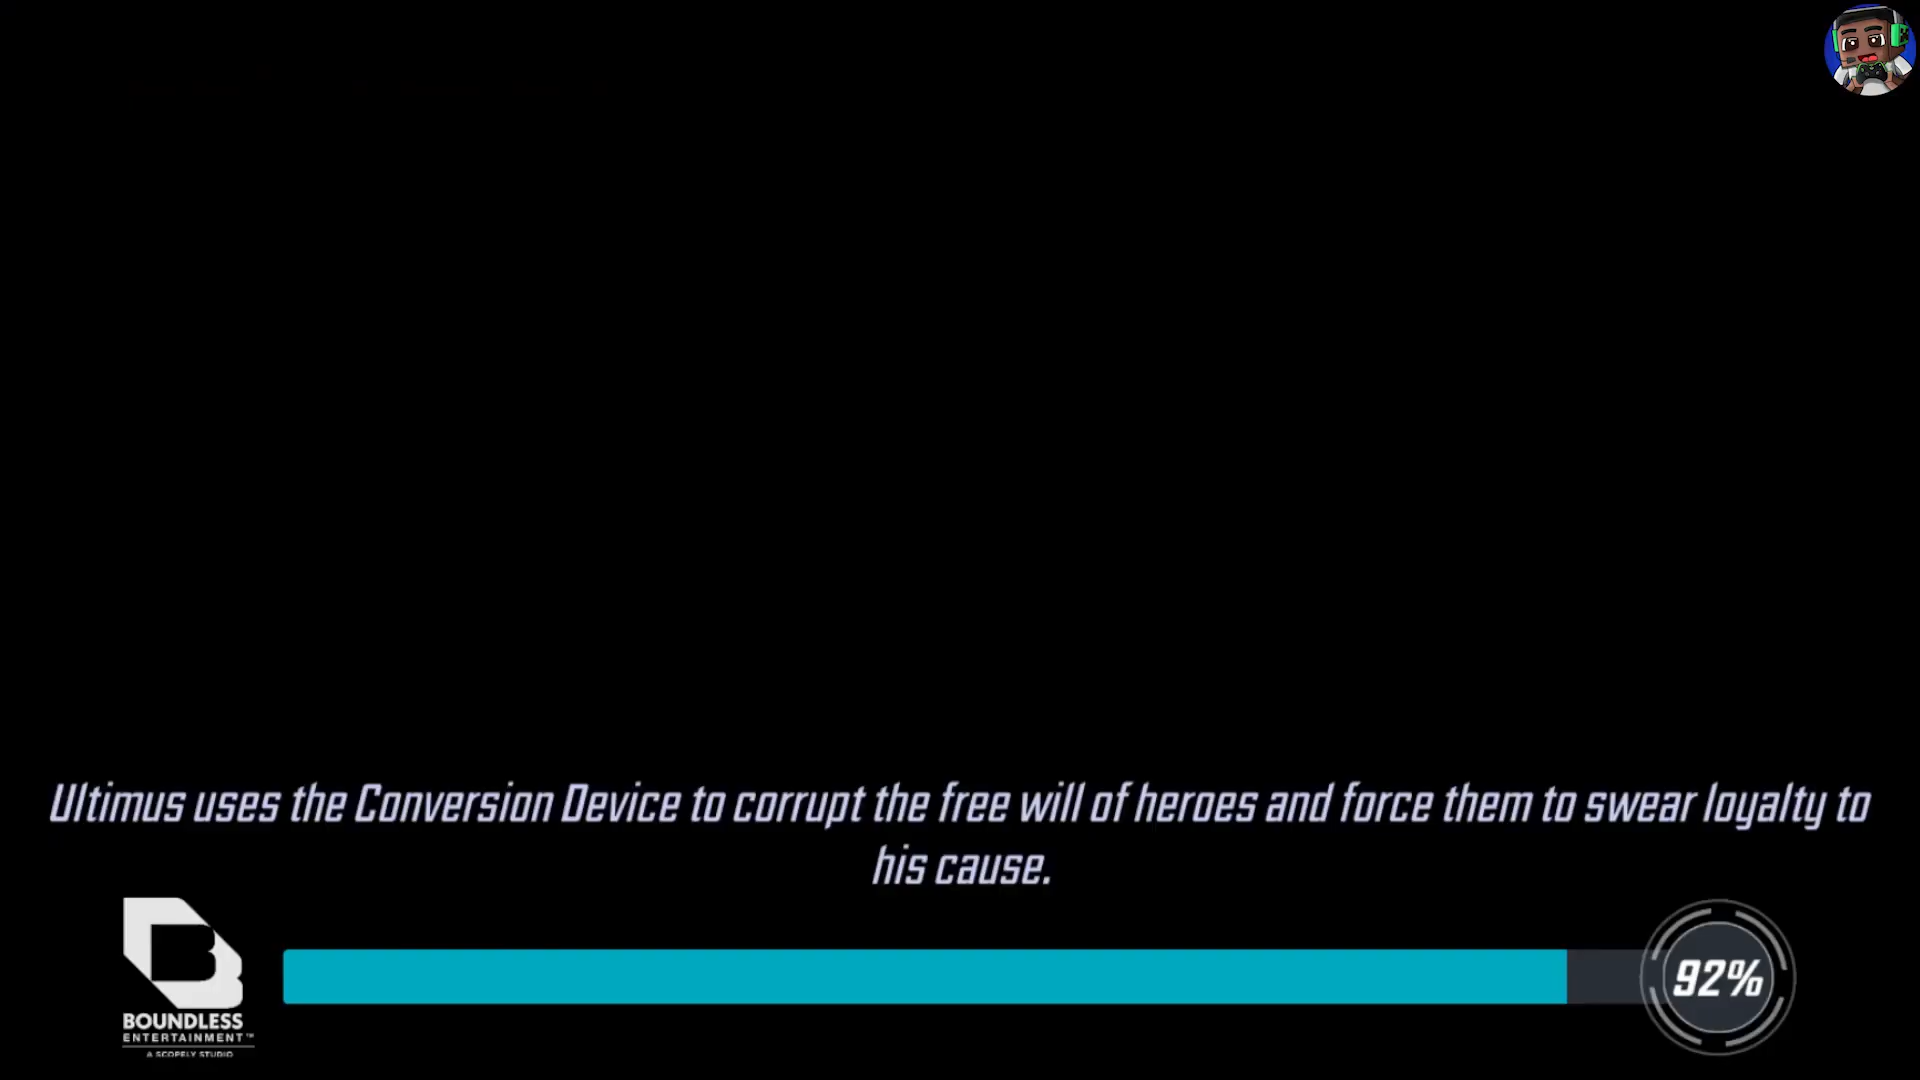 Ultimus uses the Conversion Device to corrupt the free will of heroes and force them to swear loyalty to
his cause.
92%
BOUNDLESS
ENTERTAINMENT™
A SCOPELY STUDIO